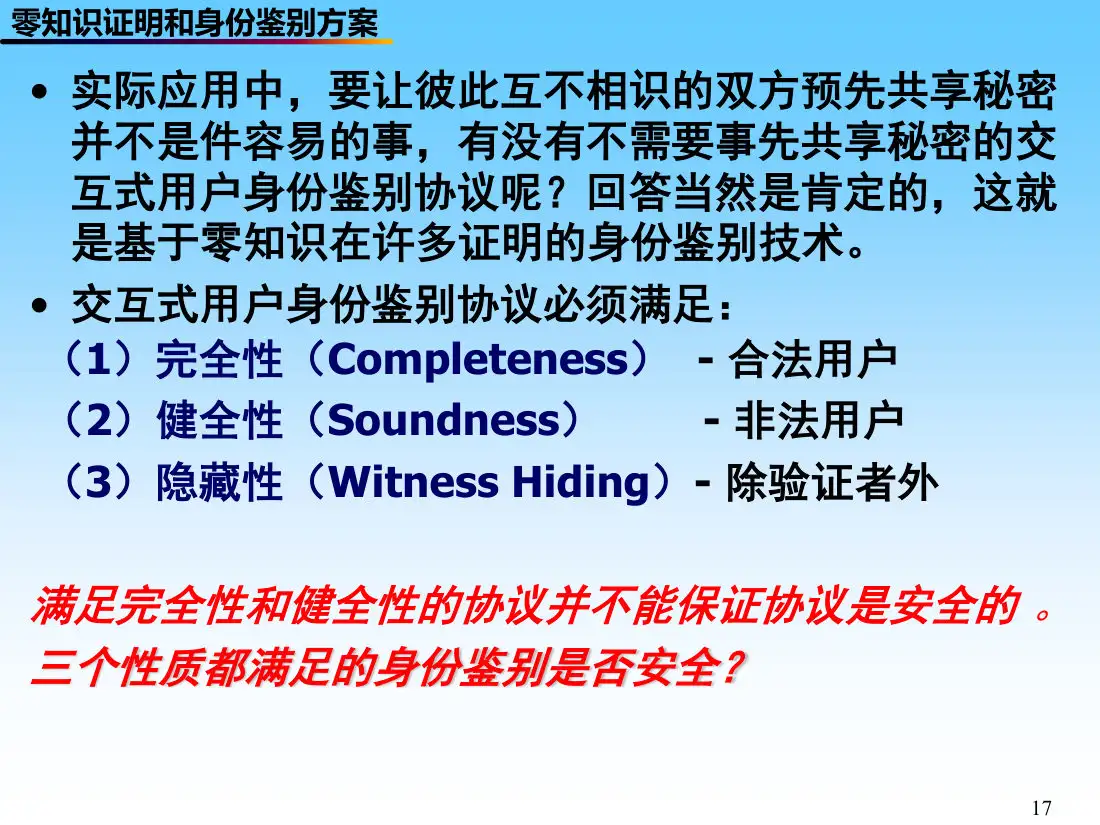 零知识证明和身份鉴别方案
• 实际应用中，要让彼此互不相识的双方预先共享秘密
并不是件容易的事，有没有不需要事先共享秘密的交
互式用户身份鉴别协议呢？回答当然是肯定的，这就
是基于零知识在许多证明的身份鉴别技术。
• 交互式用户身份鉴别协议必须满足：
（1）完全性（Completeness） - 合法用户
（2）健全性（Soundness） - 非法用户
（3）隐藏性（Witness Hiding）- 除验证者外
满足完全性和健全性的协议并不能保证协议是安全的 。
三个性质都满足的身份鉴别是否安全？
17